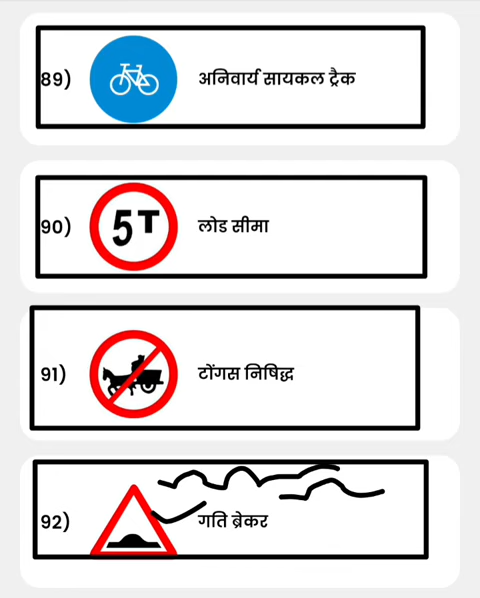 89) अनिवार्य सायकल ट्रैक
90) 5T लोड सीमा
91) टोंगस निषिद्ध
92) गति ब्रेकर